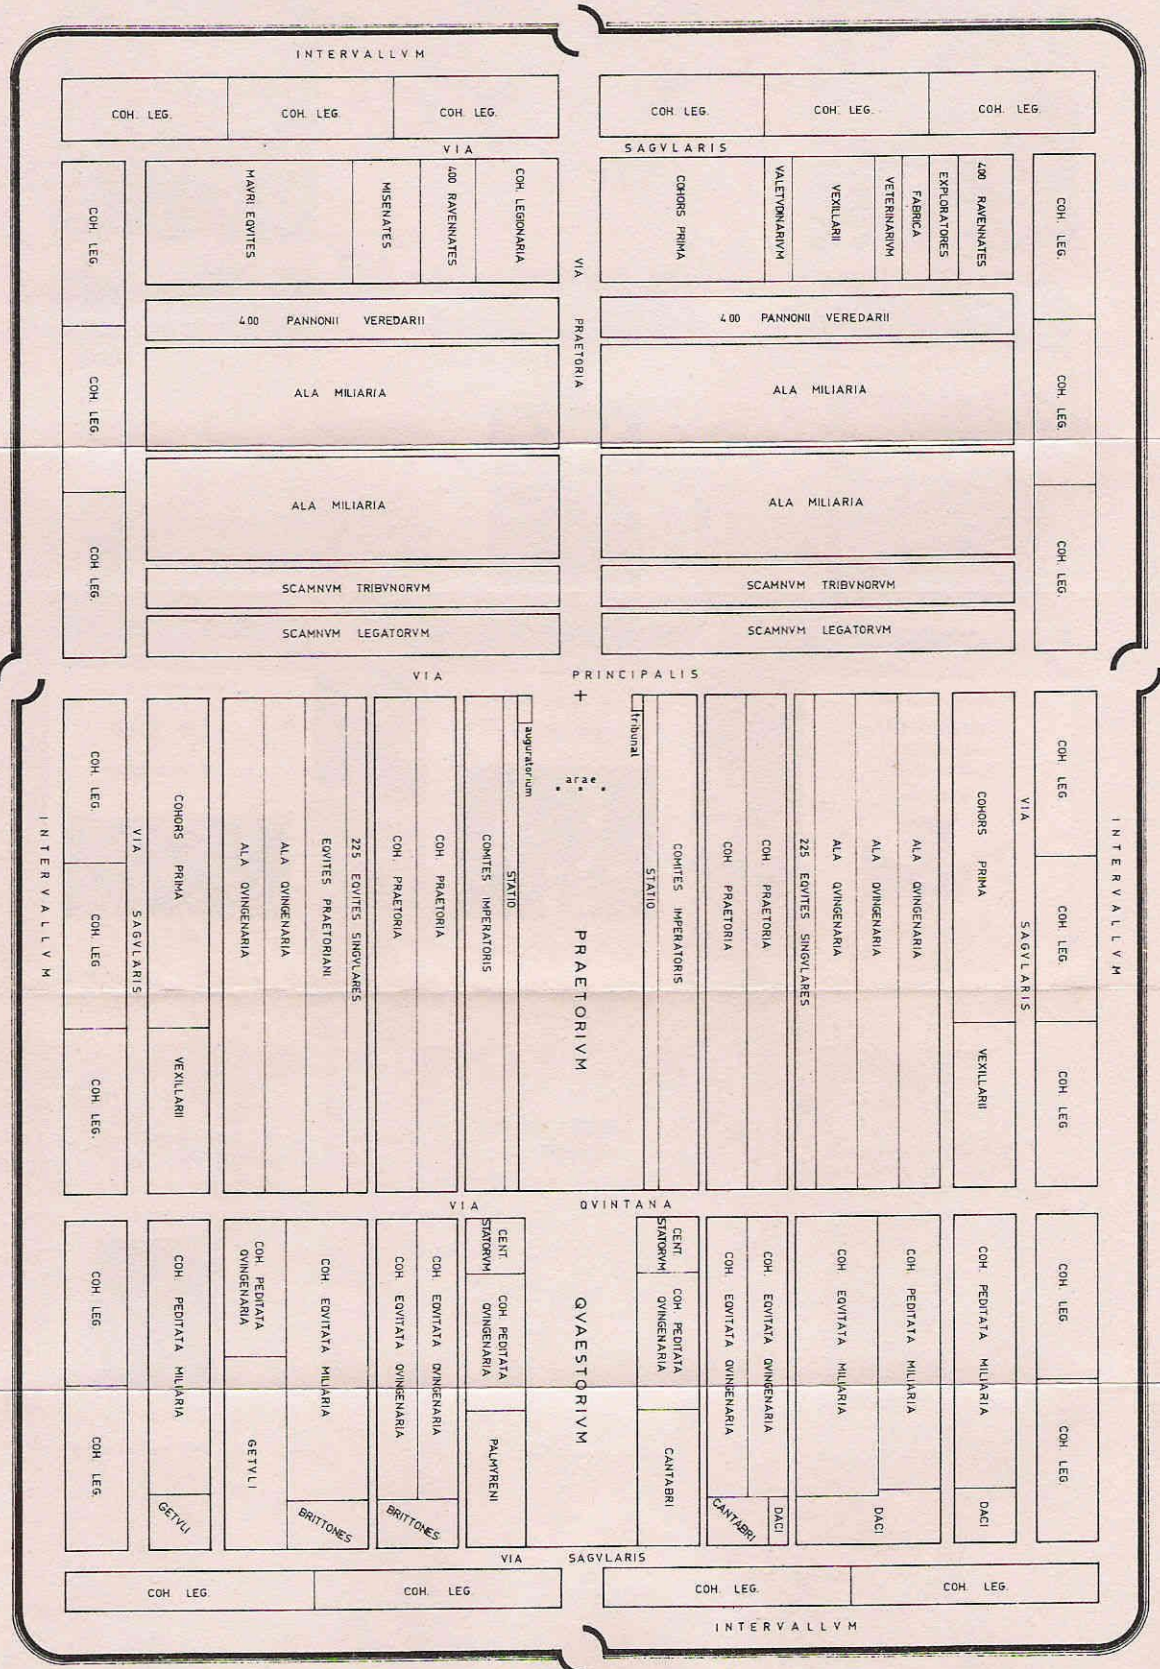 INTERVALLVM
COH. LEG.
COH. LEG.
COH. LEG.
COH. LEG.
COH. LEG.
COH. LEG.
VIA SAGVLARIS
COH. LEG.
MAVRI EQVITES
MISENATES
400 RAVENNATES
COH. LEGIONARIA
VIA PRAETORIA
COHORS PRIMA
VALETVDINARIVM
VEXILLARII
VETERINARIVM
FABRICA
EXPLORATORES
400 RAVENNATES
COH. LEG.
400 PANNONII VEREDARII
400 PANNONII VEREDARII
COH. LEG.
ALA MILIARIA
ALA MILIARIA
COH. LEG.
COH. LEG.
ALA MILIARIA
ALA MILIARIA
COH. LEG.
SCAMNVM TRIBVNORVM
SCAMNVM TRIBVNORVM
SCAMNVM LEGATORVM
SCAMNVM LEGATORVM
VIA PRINCIPALIS
INTERVALLVM
COH. LEG.
COH. LEG
COH. LEG.
VIA SAGVLARIS
COHORS PRIMA
VEXILLARII
ALA QVINGENARIA
ALA QVINGENARIA
EQVITES PRAETORIANI
225 EQVITES SINGVLARES
COH. PRAETORIA
COH PRAETORIA
COMITES IMPERATORIS
STATIO
auguratorium
arae
PRAETORIVM
tribunal
STATIO
COMITES IMPERATORIS
COH PRAETORIA
COH. PRAETORIA
225 EQVITES SINGVLARES
ALA QVINGENARIA
ALA QVINGENARIA
ALA QVINGENARIA
COHORS PRIMA
VEXILLARII
VIA SAGVLARIS
COH LEG
COH LEG
COH LEG
INTERVALLVM
VIA QVINTANA
COH LEG
COH LEG.
COH. PEDITATA MILIARIA
GETVLI
COH. PEDITATA
QVINGENARIA
GETVLI
COH EQVITATA MILIARIA
BRITTONES
COH EQVITATA QVINGENARIA
COH. EQVITATA QVINGENARIA
BRITTONES
CENT.
STATORVM
COH. PEDITATA
QVINGENARIA
PALMYRENI
QVAESTORIVM
CENT.
STATORVM
COH. PEDITATA
QVINGENARIA
CANTABRI
COH EQVITATA QVINGENARIA
COH. EQVITATA QVINGENARIA
CANTABRI
DACI
COH EQVITATA MILIARIA
COH. PEDITATA MILIARIA
DACI
COH. PEDITATA MILIARIA
DACI
COH. LEG
COH LEG.
VIA SAGVLARIS
COH LEG.
COH. LEG
COH. LEG.
COH. LEG.
INTERVALLVM